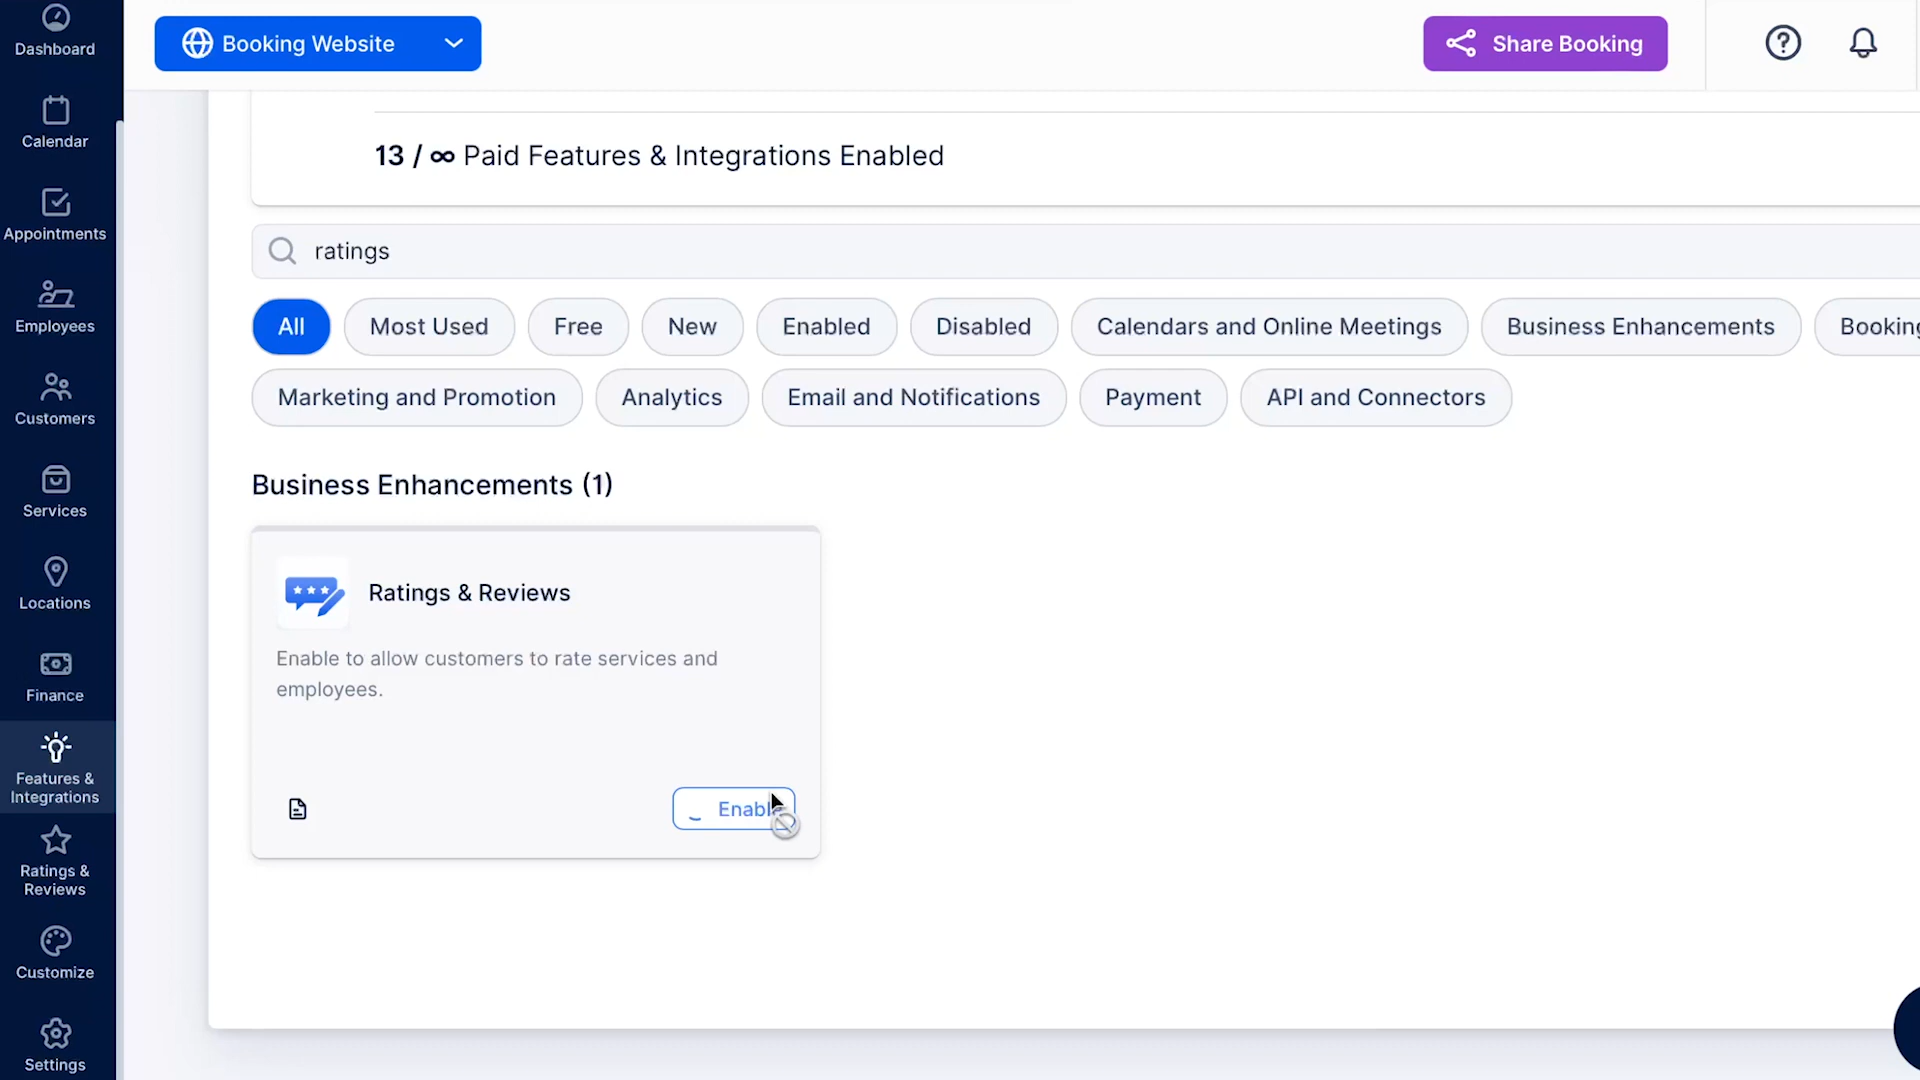 Dashboard
Calendar
Appointments
Employees
Customers
Services
Locations
Finance
Features &
Integrations
Ratings &
Reviews
Customize
Settings
Booking Website
Share Booking
13 / ∞ Paid Features & Integrations Enabled
ratings
All Most Used Free New Enabled Disabled Calendars and Online Meetings Business Enhancements Booking
Marketing and Promotion Analytics Email and Notifications Payment API and Connectors
Business Enhancements (1)
Ratings & Reviews
Enable to allow customers to rate services and
employees.
Enable